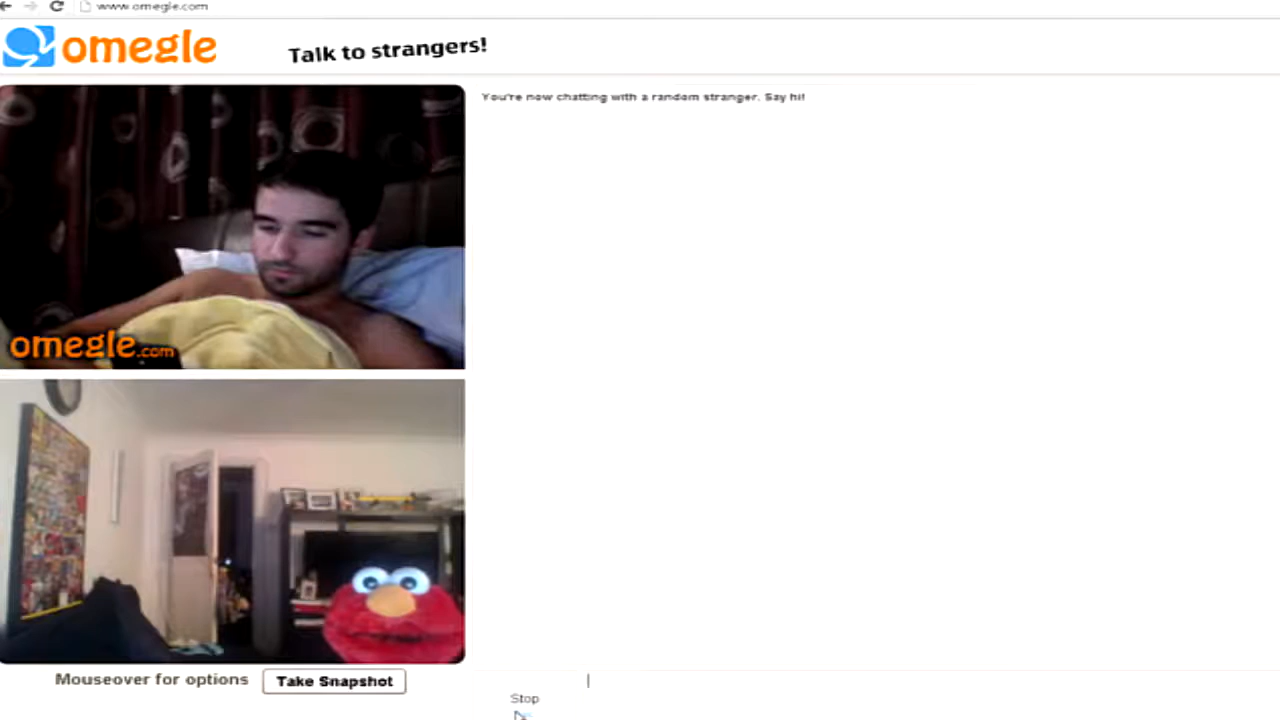 www.omegle.com
omegle
Talk to strangers!
You're now chatting with a random stranger. Say hi!
omegle.com
Mouseover for options
Take Snapshot
Stop